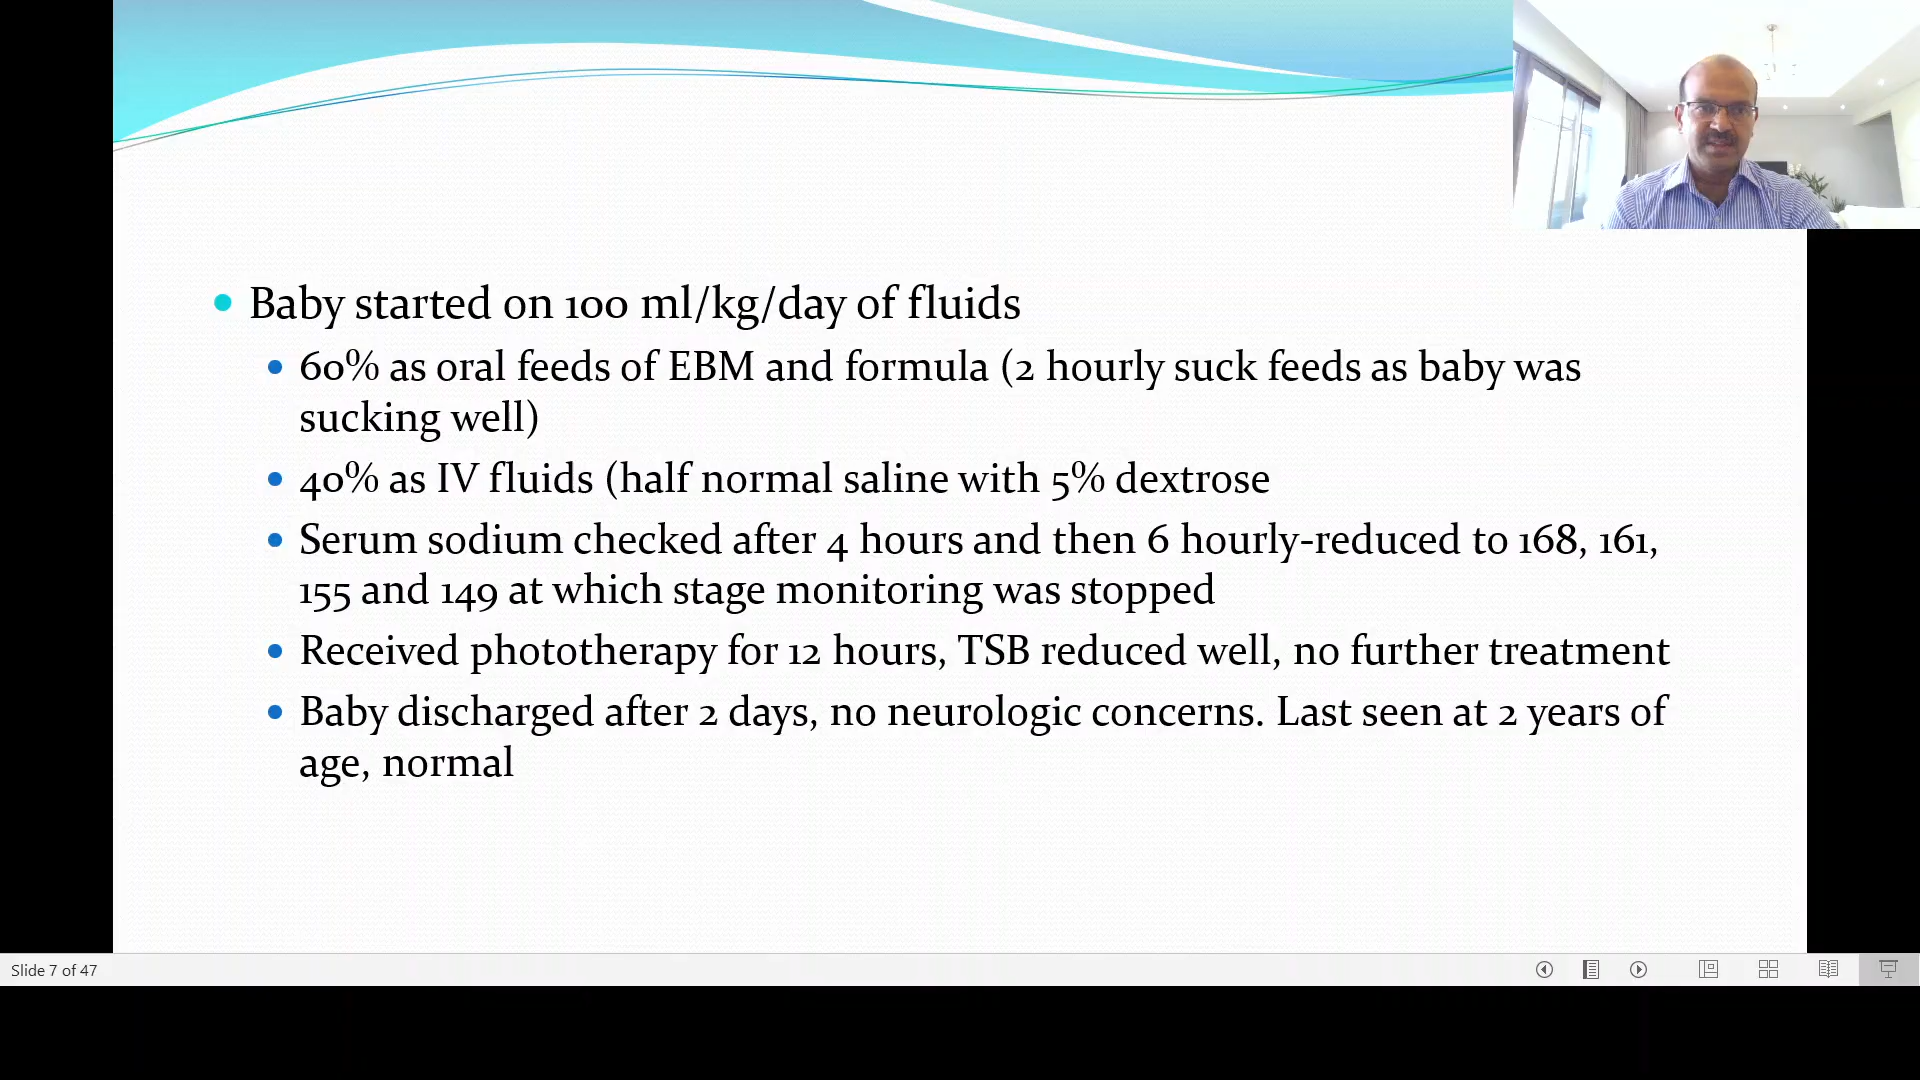 Baby started on 100 ml/kg/day of fluids
60% as oral feeds of EBM and formula (2 hourly suck feeds as baby was
sucking well)
40% as IV fluids (half normal saline with 5% dextrose
Serum sodium checked after 4 hours and then 6 hourly-reduced to 168, 161,
155 and 149 at which stage monitoring was stopped
Received phototherapy for 12 hours, TSB reduced well, no further treatment
Baby discharged after 2 days, no neurologic concerns. Last seen at 2 years of
age, normal
Slide 7 of 47